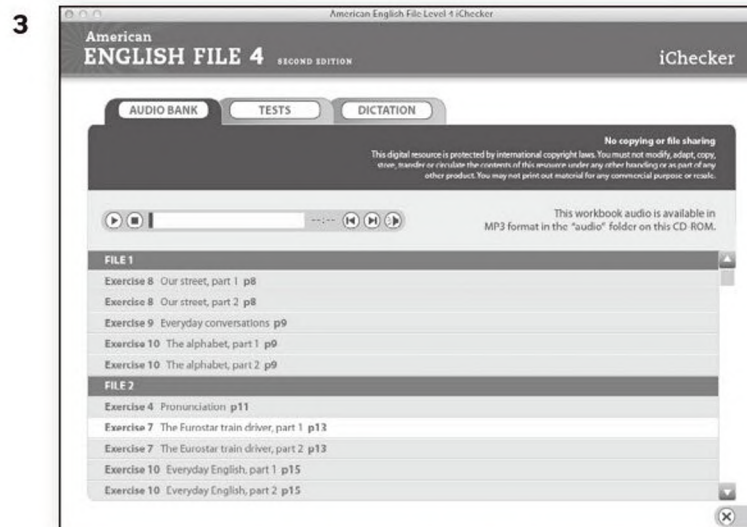 3
American English File Level 4 iChecker
American
ENGLISH FILE 4 SECOND EDITION
iChecker
AUDIO BANK
TESTS
DICTATION
No copying or file sharing
This digital resource is protected by international copyright laws. You must not modify, adapt, copy,
store, transfer or circulate the contents of this resource under any other branding or as part of any
other product. You may not print out material for any commercial purpose or resale.
--:--
This workbook audio is available in
MP3 format in the "audio" folder on this CD-ROM.
FILE 1
Exercise 8 Our street, part 1 p8
Exercise 8 Our street, part 2 p8
Exercise 9 Everyday conversations p9
Exercise 10 The alphabet, part 1 p9
Exercise 10 The alphabet, part 2 p9
FILE 2
Exercise 4 Pronunciation p11
Exercise 7 The Eurostar train driver, part 1 p13
Exercise 7 The Eurostar train driver, part 2 p13
Exercise 10 Everyday English, part 1 p15
Exercise 10 Everyday English, part 2 p15